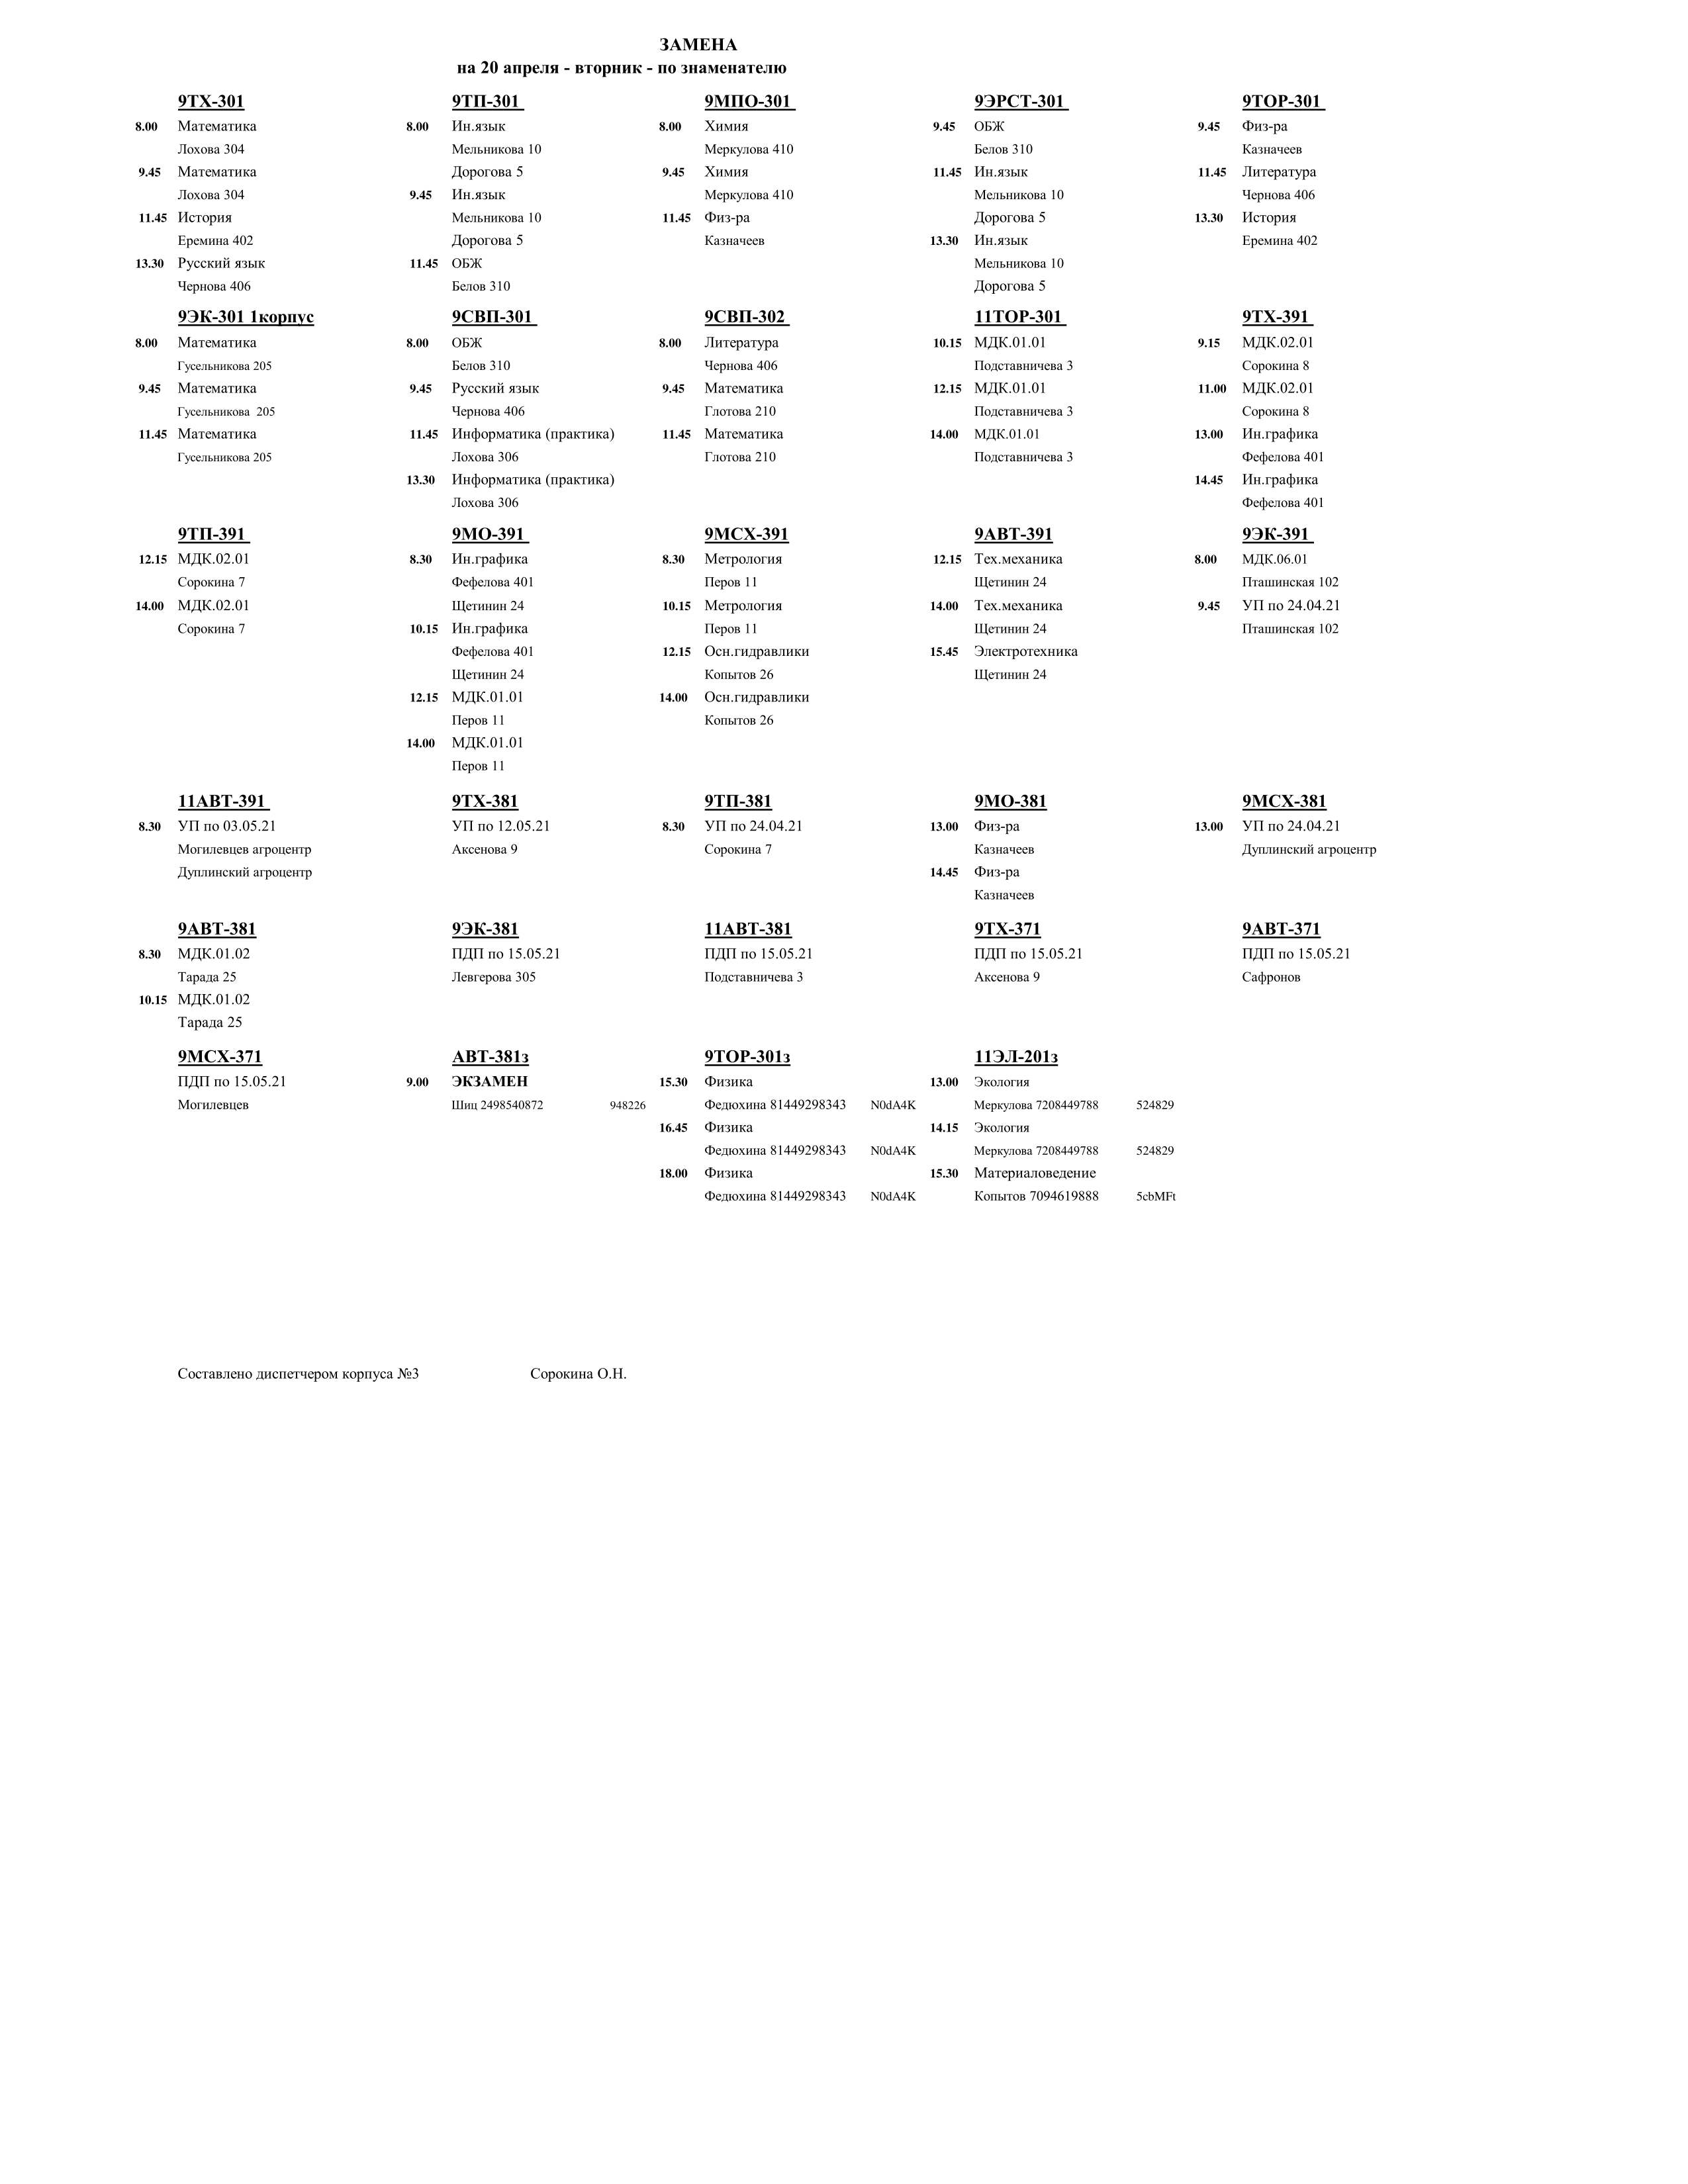 ЗАМЕНА
на 20 апреля - вторник - по знаменателю
9ТХ-301 9ТП-301 9МПО-301 9ЭРСТ-301 9ТОР-301
8.00 Математика 8.00 Ин.язык 8.00 Химия 9.45 ОБЖ 9.45 Физ-ра
Лохова 304 Мельникова 10 Меркулова 410 Белов 310 Казначеев
9.45 Математика Дорогова 5 9.45 Химия 11.45 Ин.язык 11.45 Литература
Лохова 304 9.45 Ин.язык Меркулова 410 Мельникова 10 Чернова 406
11.45 История Мельникова 10 11.45 Физ-ра Дорогова 5 13.30 История
Еремина 402 Дорогова 5 Казначеев 13.30 Ин.язык Еремина 402
13.30 Русский язык 11.45 ОБЖ Мельникова 10
Чернова 406 Белов 310 Дорогова 5
9ЭК-301 1корпус 9СВП-301 9СВП-302 11ТОР-301 9ТХ-391
8.00 Математика 8.00 ОБЖ 8.00 Литература 10.15 МДК.01.01 9.15 МДК.02.01
Гусельникова 205 Белов 310 Чернова 406 Подставничева 3 Сорокина 8
9.45 Математика 9.45 Русский язык 9.45 Математика 12.15 МДК.01.01 11.00 МДК.02.01
Гусельникова 205 Чернова 406 Глотова 210 Подставничева 3 Сорокина 8
11.45 Математика 11.45 Информатика (практика) 11.45 Математика 14.00 МДК.01.01 13.00 Ин.графика
Гусельникова 205 Лохова 306 Глотова 210 Подставничева 3 Фефелова 401
13.30 Информатика (практика) 14.45 Ин.графика
Лохова 306 Фефелова 401
9ТП-391 9МО-391 9МСХ-391 9АВТ-391 9ЭК-391
12.15 МДК.02.01 8.30 Ин.графика 8.30 Метрология 12.15 Тех.механика 8.00 МДК.06.01
Сорокина 7 Фефелова 401 Перов 11 Щетинин 24 Пташинская 102
14.00 МДК.02.01 Щетинин 24 10.15 Метрология 14.00 Тех.механика 9.45 УП по 24.04.21
Сорокина 7 10.15 Ин.графика Перов 11 Щетинин 24 Пташинская 102
Фефелова 401 12.15 Осн.гидравлики 15.45 Электротехника
Щетинин 24 Копытов 26 Щетинин 24
12.15 МДК.01.01 14.00 Осн.гидравлики
Перов 11 Копытов 26
14.00 МДК.01.01
Перов 11
11АВТ-391 9ТХ-381 9ТП-381 9МО-381 9МСХ-381
8.30 УП по 03.05.21 УП по 12.05.21 8.30 УП по 24.04.21 13.00 Физ-ра 13.00 УП по 24.04.21
Могилевцев агроцентр Аксенова 9 Сорокина 7 Казначеев Дуплинский агроцентр
Дуплинский агроцентр 14.45 Физ-ра
Казначеев
9АВТ-381 9ЭК-381 11АВТ-381 9ТХ-371 9АВТ-371
8.30 МДК.01.02 ПДП по 15.05.21 ПДП по 15.05.21 ПДП по 15.05.21 ПДП по 15.05.21
Тарада 25 Левгерова 305 Подставничева 3 Аксенова 9 Сафронов
10.15 МДК.01.02
Тарада 25
9МСХ-371 АВТ-381з 9ТОР-301з 11ЭЛ-201з
ПДП по 15.05.21 9.00 ЭКЗАМЕН 15.30 Физика 13.00 Экология
Могилевцев Шиц 2498540872 948226 Федюхина 81449298343 N0dA4K Меркулова 7208449788 524829
16.45 Физика 14.15 Экология
Федюхина 81449298343 N0dA4K Меркулова 7208449788 524829
18.00 Физика 15.30 Материаловедение
Федюхина 81449298343 N0dA4K Копытов 7094619888 5cbMFt
Составлено диспетчером корпуса №3 Сорокина О.Н.